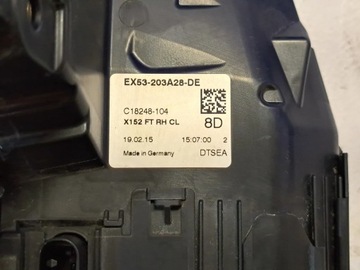 EX53-203A28-DE
C18248-104
X152 FT RH CL 8D
19.02.15 15:07:00 2
Made in Germany DTSEA